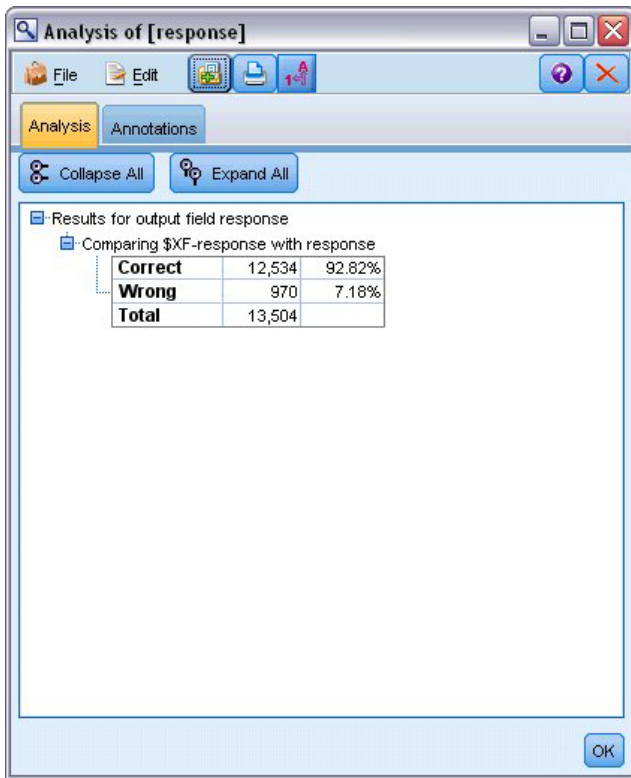 Analysis of [response]
File Edit
Analysis Annotations
Collapse All Expand All
Results for output field response
Comparing $XF-response with response
Correct 12,534 92.82%
Wrong 970 7.18%
Total 13,504
OK